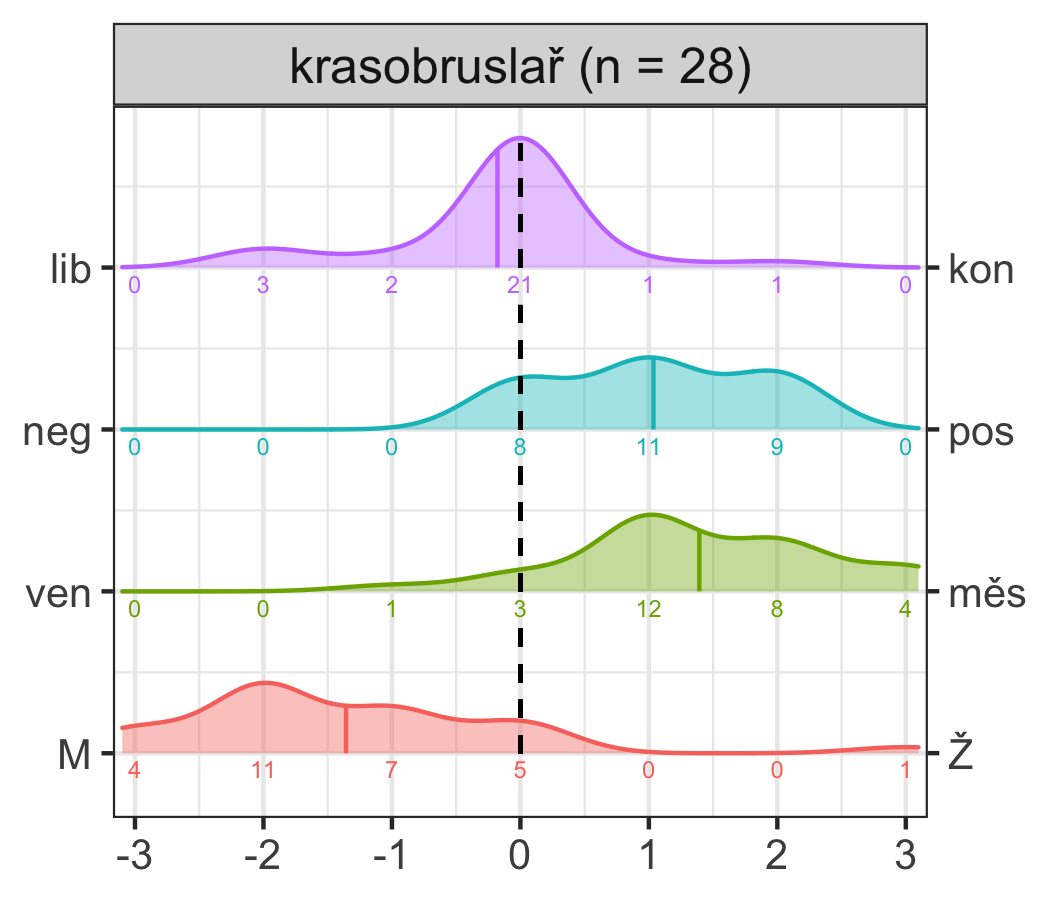 krasobruslař (n = 28)
lib kon
0 3 2 21 1 1 0
neg pos
0 0 0 8 11 9 0
ven měs
0 0 1 3 12 8 4
M Ž
4 11 7 5 0 0 1
-3 -2 -1 0 1 2 3